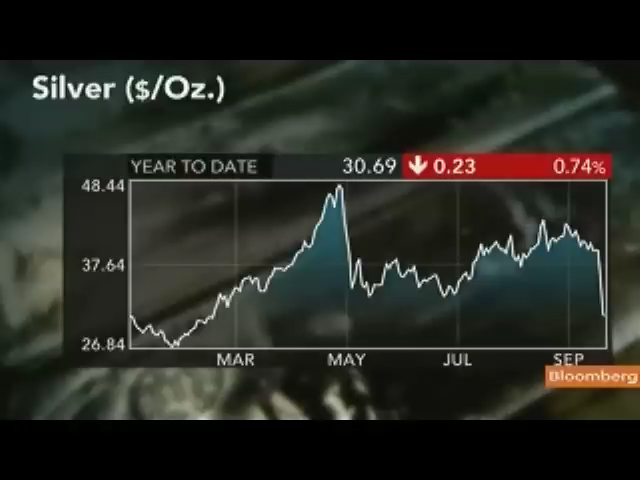 Silver ($/Oz.)
YEAR TO DATE 30.69 0.23 0.74%
48.44
37.64
26.84
MAR MAY JUL SEP
Bloomberg